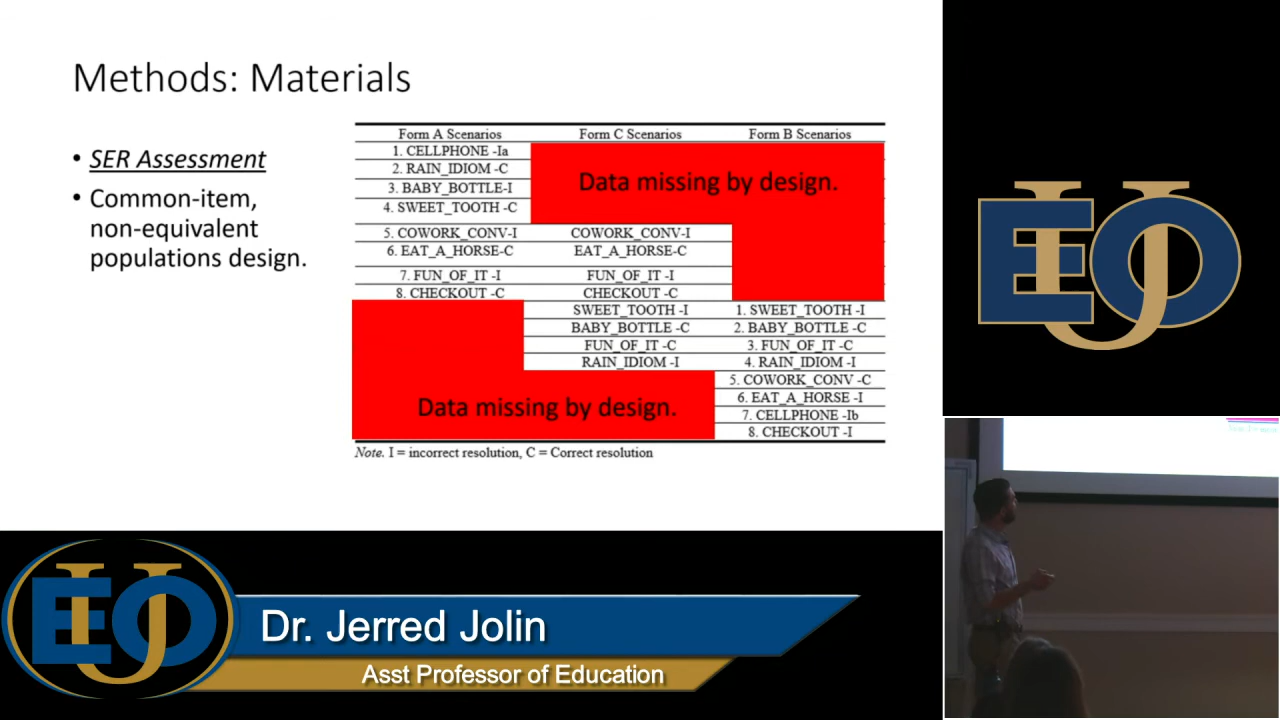 Methods: Materials
• SER Assessment
• Common-item,
non-equivalent
populations design.
Form A Scenarios Form C Scenarios Form B Scenarios
1. CELLPHONE -Ia
2. RAIN_IDIOM -C
3. BABY_BOTTLE-I
4. SWEET_TOOTH -C
Data missing by design.
5. COWORK_CONV-I COWORK_CONV-I
6. EAT_A_HORSE-C EAT_A_HORSE-C
7. FUN_OF_IT -I FUN_OF_IT -I
8. CHECKOUT -C CHECKOUT -C
SWEET_TOOTH -I 1. SWEET_TOOTH -I
BABY_BOTTLE -C 2. BABY_BOTTLE -C
FUN_OF_IT -C 3. FUN_OF_IT -C
RAIN_IDIOM -I 4. RAIN_IDIOM -I
5. COWORK_CONV -C
6. EAT_A_HORSE -I
7. CELLPHONE -Ib
8. CHECKOUT -I
Data missing by design.
Note. I = incorrect resolution, C = Correct resolution
EOU
EOU
Dr. Jerred Jolin
Asst Professor of Education